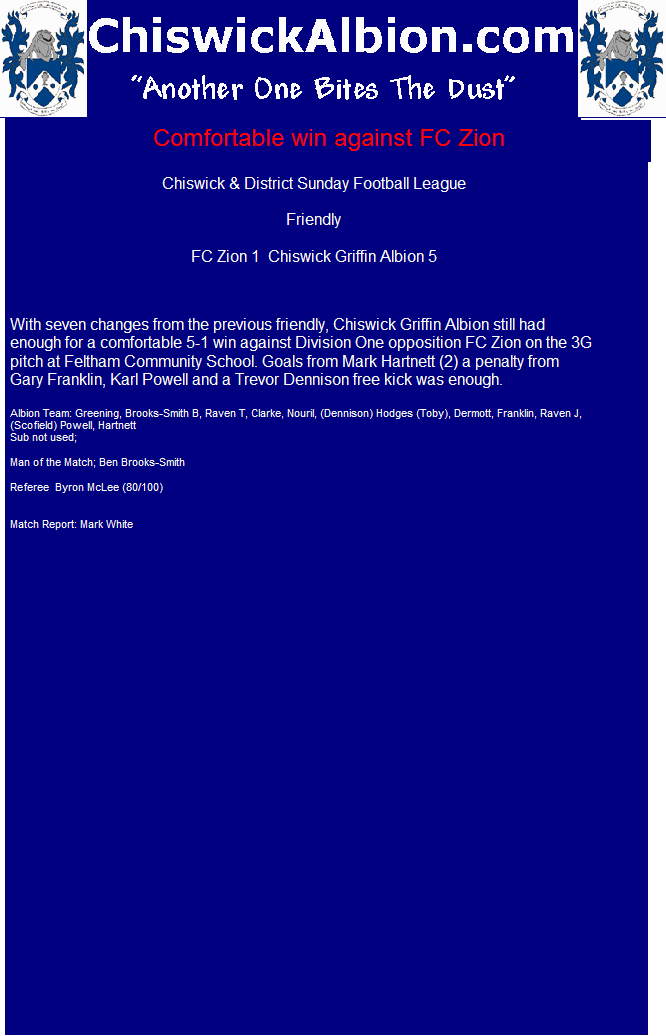 ChiswickAlbion.com
"Another One Bites The Dust"
Comfortable win against FC Zion
Chiswick & District Sunday Football League
Friendly
FC Zion 1  Chiswick Griffin Albion 5
With seven changes from the previous friendly, Chiswick Griffin Albion still had
enough for a comfortable 5-1 win against Division One opposition FC Zion on the 3G
pitch at Feltham Community School. Goals from Mark Hartnett (2) a penalty from
Gary Franklin, Karl Powell and a Trevor Dennison free kick was enough.
Albion Team: Greening, Brooks-Smith B, Raven T, Clarke, Nouril, (Dennison) Hodges (Toby), Dermott, Franklin, Raven J,
(Scofield) Powell, Hartnett
Sub not used;
Man of the Match; Ben Brooks-Smith
Referee  Byron McLee (80/100)
Match Report: Mark White